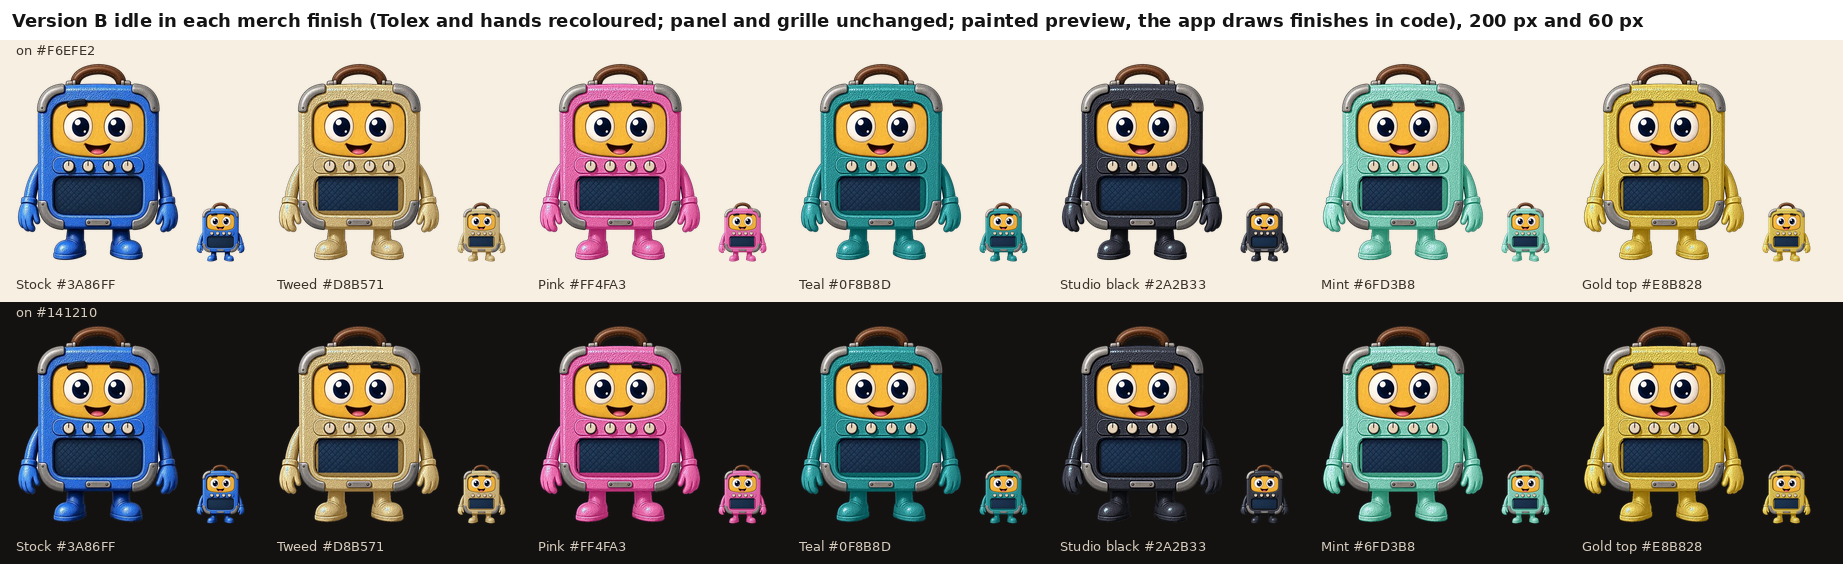 Version B idle in each merch finish (Tolex and hands recoloured; panel and grille unchanged; painted preview, the app draws finishes in code), 200 px and 60 px
on #F6EFE2
Stock #3A86FF
Tweed #D8B571
Pink #FF4FA3
Teal #0F8B8D
Studio black #2A2B33
Mint #6FD3B8
Gold top #E8B828
on #141210
Stock #3A86FF
Tweed #D8B571
Pink #FF4FA3
Teal #0F8B8D
Studio black #2A2B33
Mint #6FD3B8
Gold top #E8B828